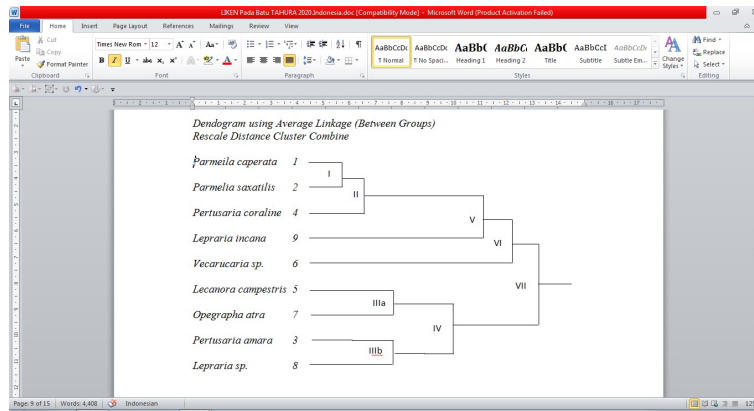 LIKEN Pada Batu TAHURA 2020.Indonesia.doc [Compatibility Mode] - Microsoft Word (Product Activation Failed)
File Home Insert Page Layout References Mailings Review View
Cut
Copy
Format Painter
Paste
Clipboard
Times New Rom 12
Font
Paragraph
AaBbCcDc AaBbCcDc AaBbC AaBbC AaBbC AaBbCcI AaBbCcDc
¶ Normal ¶ No Spaci... Heading 1 Heading 2 Title Subtitle Subtle Em...
Styles
Change Styles
Find
Replace
Select
Editing
Dendogram using Average Linkage (Between Groups)
Rescale Distance Cluster Combine
Parmeila caperata 1
I
Parmelia saxatilis 2
II
Pertusaria coraline 4
V
Lepraria incana 9
VI
Vecarucaria sp. 6
VII
Lecanora campestris 5
IIIa
Opegrapha atra 7
IV
Pertusaria amara 3
IIIb
Lepraria sp. 8
Page: 9 of 15 Words: 4,408 Indonesian